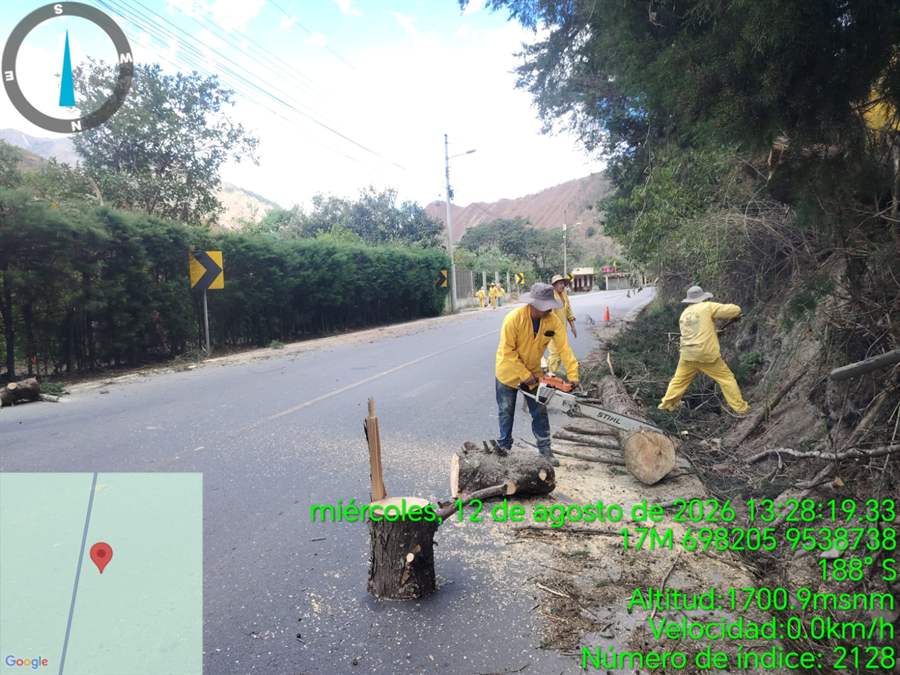 S
E
W
N
STIHL
miércoles, 12 de agosto de 2026 13:28:19.33
17M 698205 9538738
188° S
Altitud:1700.9msnm
Velocidad:0.0km/h
Número de índice: 2128
Google